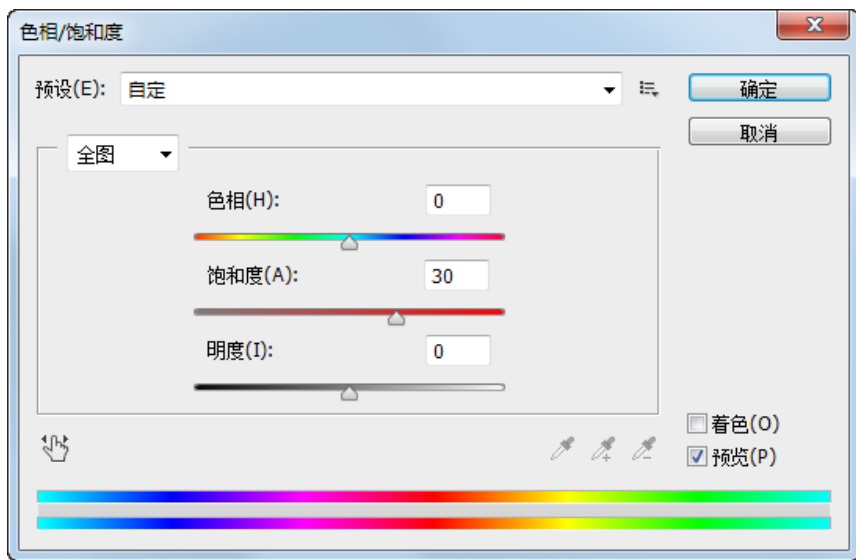 色相/饱和度
预设(E): 自定
确定
取消
全图
色相(H): 0
饱和度(A): 30
明度(I): 0
着色(O)
预览(P)